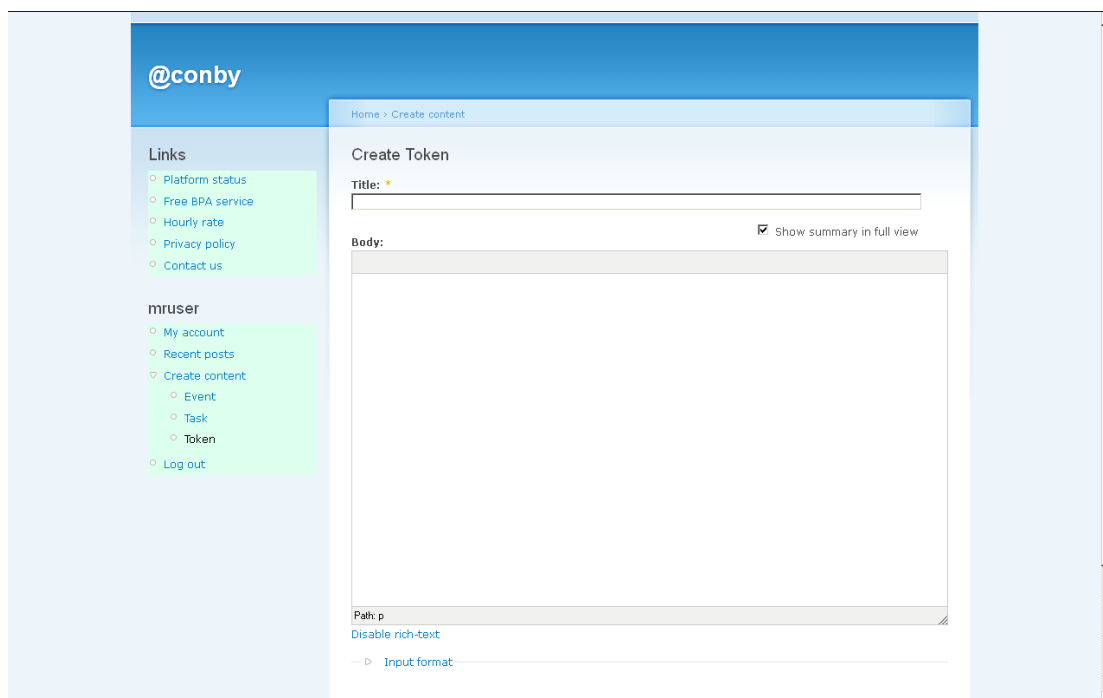 @conby
Home › Create content
Links
Platform status
Free BPA service
Hourly rate
Privacy policy
Contact us
mruser
My account
Recent posts
Create content
Event
Task
Token
Log out
Create Token
Title: *
Show summary in full view
Body:
Path: p
Disable rich-text
Input format